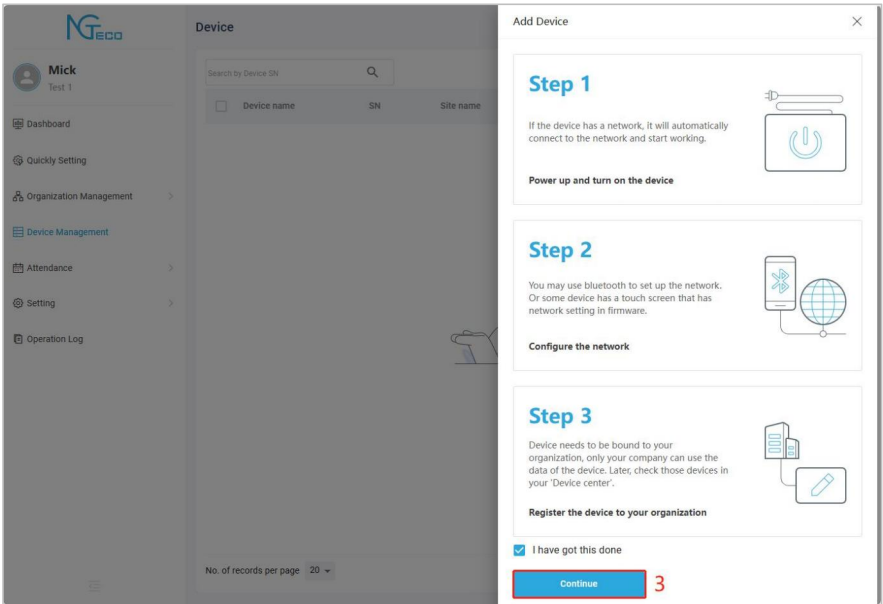 NGTECO
Mick
Test 1
Dashboard
Quickly Setting
Organization Management
Device Management
Attendance
Setting
Operation Log
Device
Search by Device SN
Device name SN Site name
No. of records per page 20
Add Device
Step 1
If the device has a network, it will automatically
connect to the network and start working.
Power up and turn on the device
Step 2
You may use bluetooth to set up the network.
Or some device has a touch screen that has
network setting in firmware.
Configure the network
Step 3
Device needs to be bound to your
organization, only your company can use the
data of the device. Later, check those devices in
your 'Device center'.
Register the device to your organization
I have got this done
Continue 3